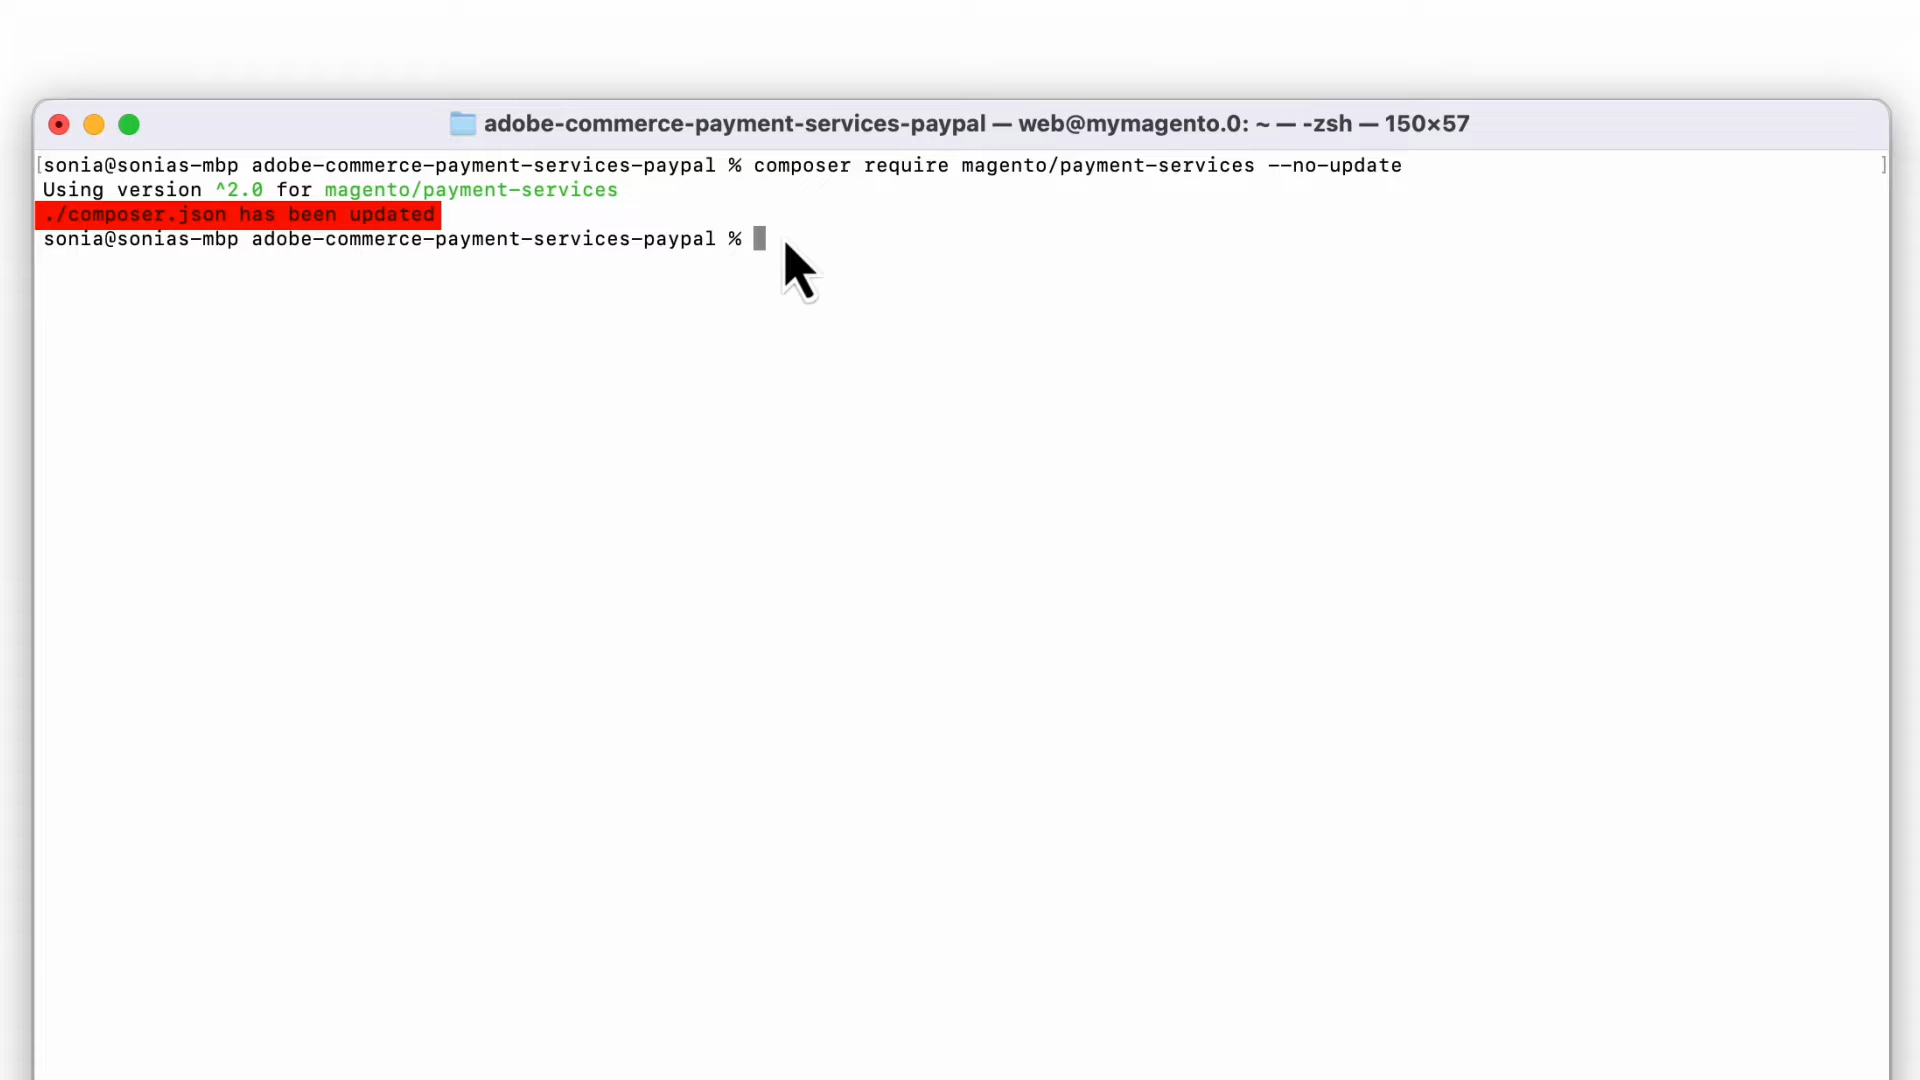 adobe-commerce-payment-services-paypal — web@mymagento.0: ~ — -zsh — 150×57
[sonia@sonias-mbp adobe-commerce-payment-services-paypal % composer require magento/payment-services --no-update ]
Using version ^2.0 for magento/payment-services
./composer.json has been updated
sonia@sonias-mbp adobe-commerce-payment-services-paypal %